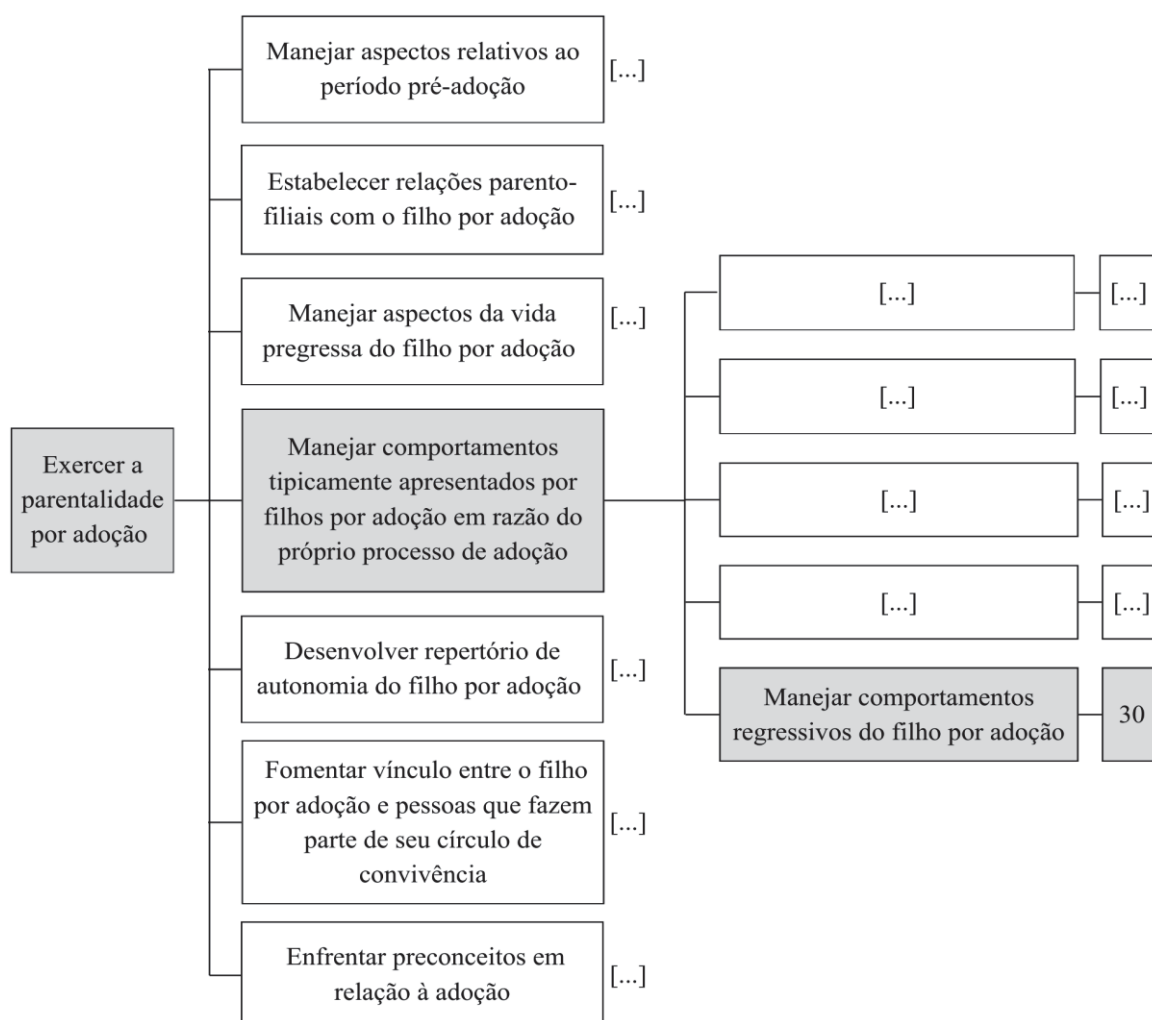 Exercer a
parentalidade
por adoção
Manejar aspectos relativos ao
período pré-adoção
[...]
Estabelecer relações parento-
filiais com o filho por adoção
[...]
Manejar aspectos da vida
pregressa do filho por adoção
[...]
Manejar comportamentos
tipicamente apresentados por
filhos por adoção em razão do
próprio processo de adoção
Desenvolver repertório de
autonomia do filho por adoção
[...]
Fomentar vínculo entre o filho
por adoção e pessoas que fazem
parte de seu círculo de
convivência
[...]
Enfrentar preconceitos em
relação à adoção
[...]
[...]
[...]
[...]
[...]
[...]
[...]
[...]
[...]
Manejar comportamentos
regressivos do filho por adoção
30